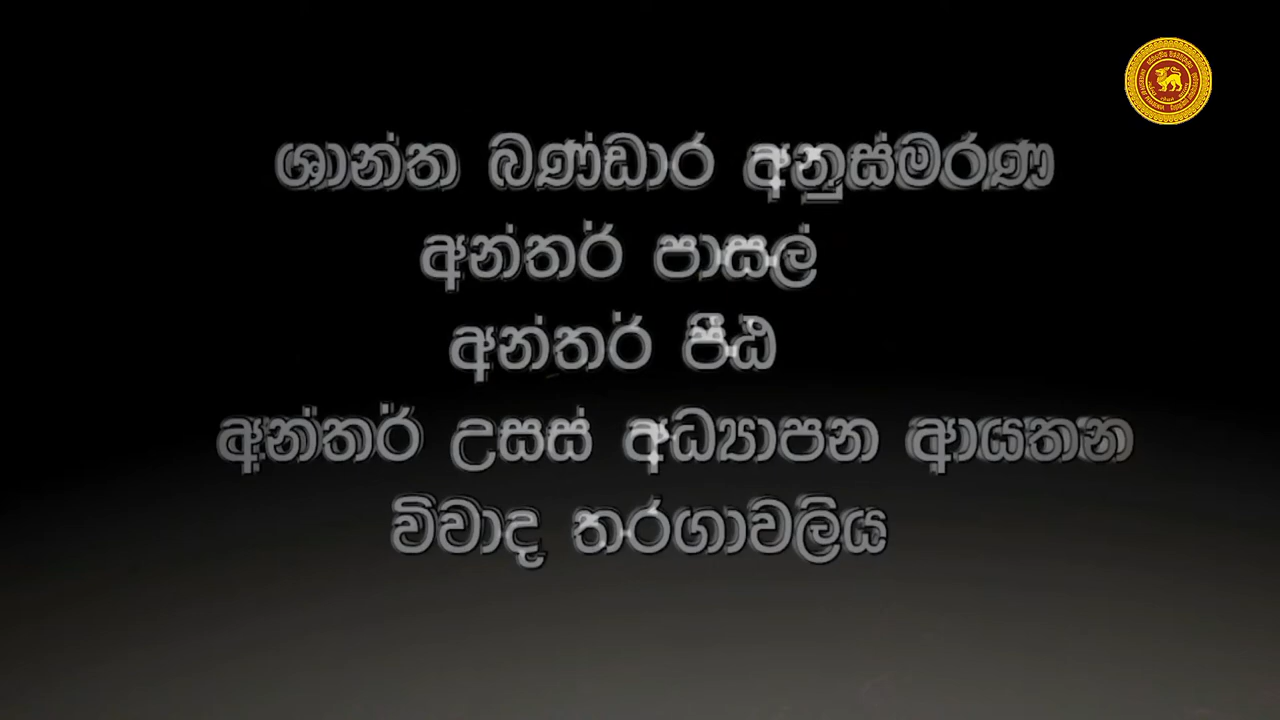 ශාන්ත බණ්ඩාර අනුස්මරණ
අන්තර් පාසල්
අන්තර් පීඨ
අන්තර් උසස් අධ්‍යාපන ආයතන
විවාද තරගාවලිය